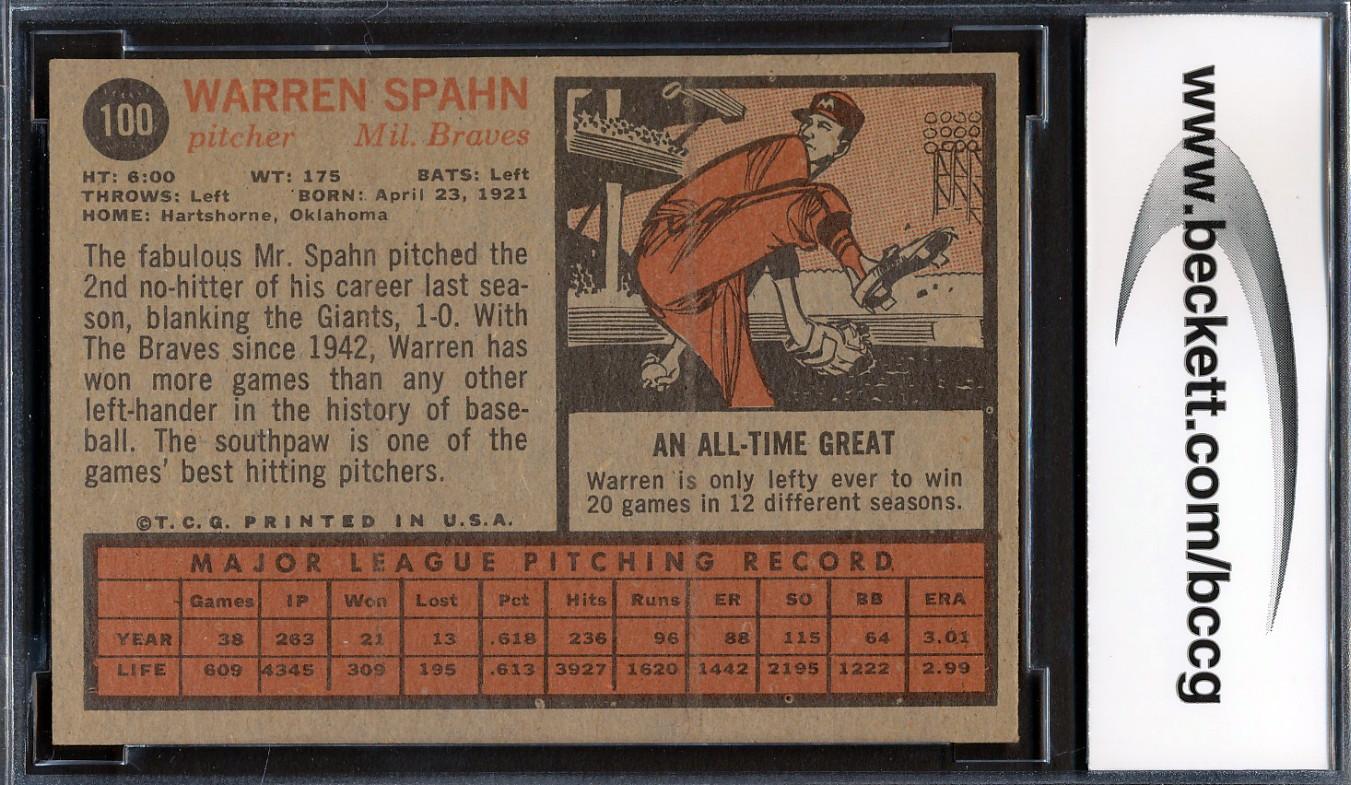 100
WARREN SPAHN
pitcher Mil. Braves
HT: 6:00 WT: 175 BATS: Left
THROWS: Left BORN: April 23, 1921
HOME: Hartshorne, Oklahoma
The fabulous Mr. Spahn pitched the
2nd no-hitter of his career last sea-
son, blanking the Giants, 1-0. With
The Braves since 1942, Warren has
won more games than any other
left-hander in the history of base-
ball. The southpaw is one of the
games' best hitting pitchers.
©T.C.G. PRINTED IN U.S.A.
M
AN ALL-TIME GREAT
Warren is only lefty ever to win
20 games in 12 different seasons.
MAJOR LEAGUE PITCHING RECORD
Games IP Won Lost Pct Hits Runs ER SO BB ERA
YEAR 38 263 21 13 .618 236 96 88 115 64 3.01
LIFE 609 4345 309 195 .613 3927 1620 1442 2195 1222 2.99
www.beckett.com/bccg